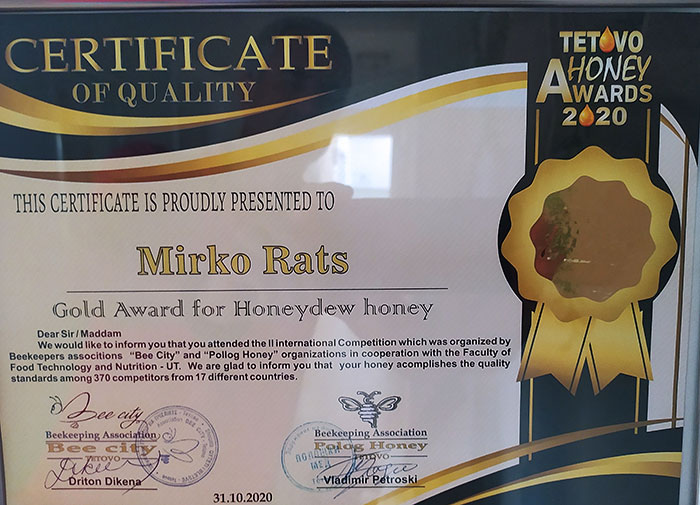 CERTIFICATE
OF QUALITY
TETOVO
HONEY
AWARDS
2020
THIS CERTIFICATE IS PROUDLY PRESENTED TO
Mirko Rats
Gold Award for Honeydew honey
Dear Sir / Maddam
We would like to inform you that you attended the II international Competition which was organized by
Beekeepers associtions "Bee City" and "Pollog Honey" organizations in cooperation with the Faculty of
Food Technology and Nutrition - UT. We are glad to inform you that your honey acomplishes the quality
standards among 370 competitors from 17 different countries.
Bee city
Beekeeping Association
Bee city
TETOVO
Driton Dikena
Beekeeping Association
Polog Honey
TETOVO
Vladimir Petroski
31.10.2020